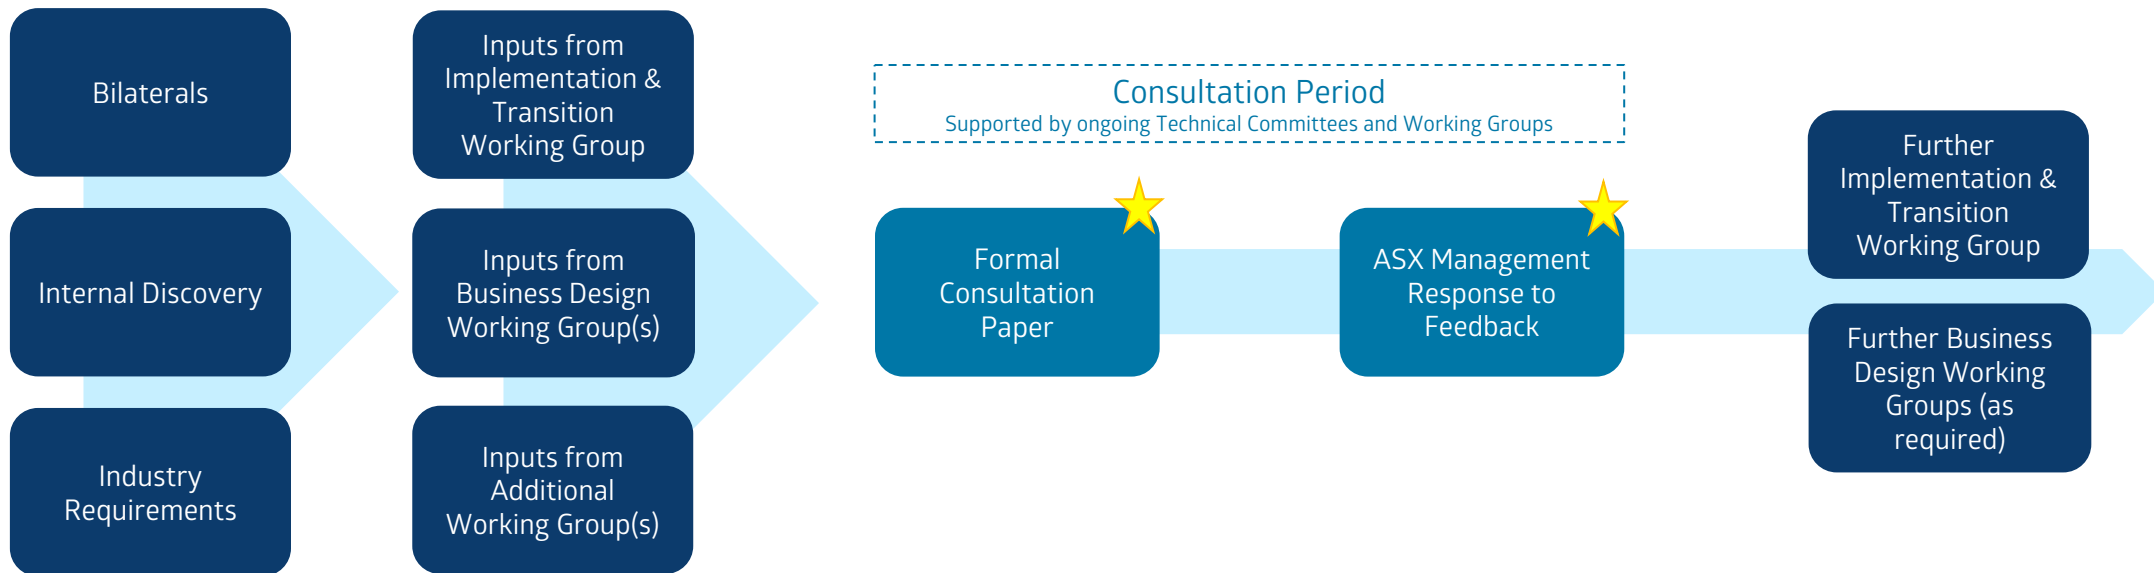 Bilaterals
Internal Discovery
Industry
Requirements
Inputs from
Implementation &
Transition
Working Group
Inputs from
Business Design
Working Group(s)
Inputs from
Additional
Working Group(s)
Consultation Period
Supported by ongoing Technical Committees and Working Groups
Formal
Consultation
Paper
ASX Management
Response to
Feedback
Further
Implementation &
Transition
Working Group
Further Business
Design Working
Groups (as
required)